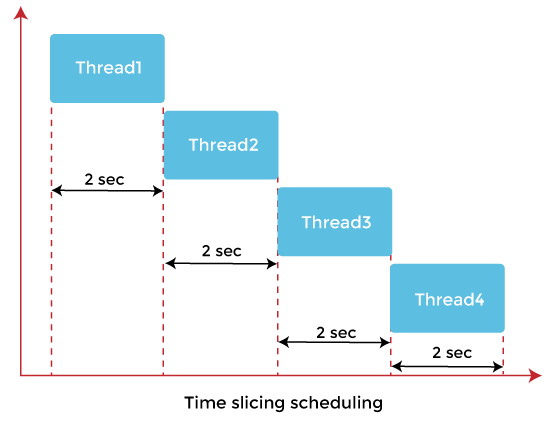 Thread1
Thread2
2 sec
Thread3
2 sec
Thread4
2 sec
2 sec
Time slicing scheduling